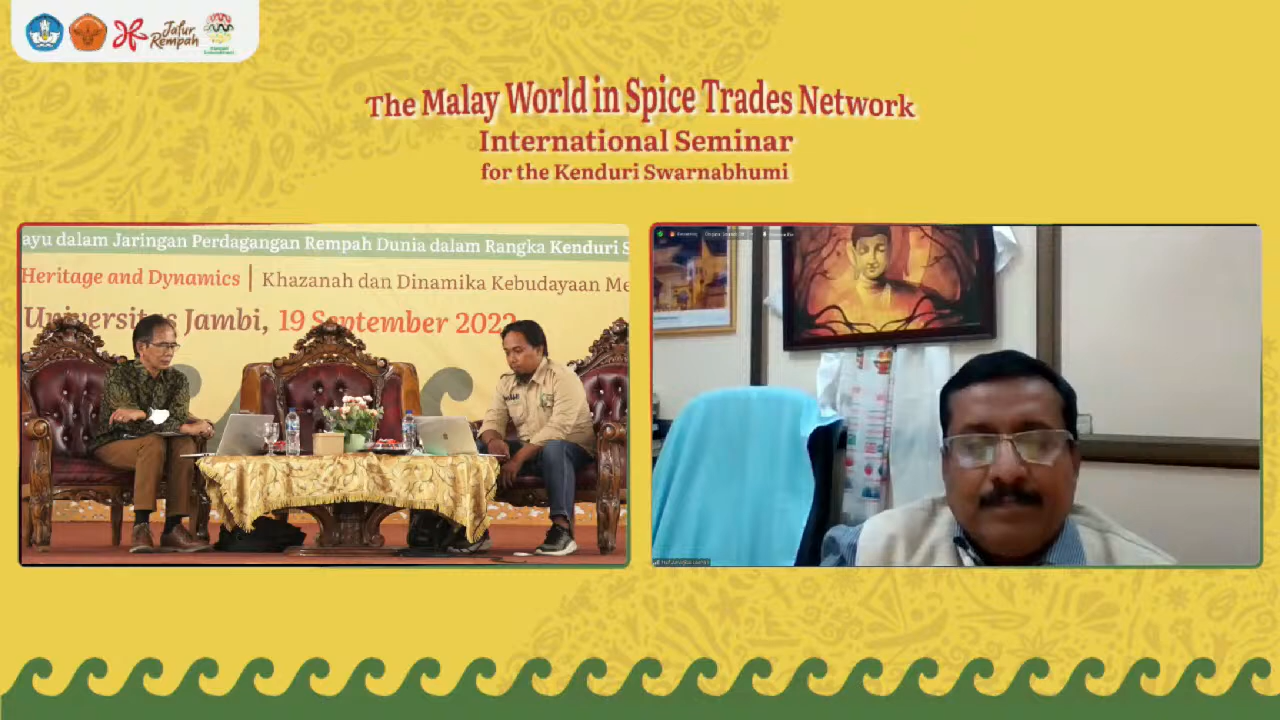 Jalur
Rempah
The Malay World in Spice Trades Network
International Seminar
for the Kenduri Swarnabhumi
ayu dalam Jaringan Perdagangan Rempah Dunia dalam Rangka Kenduri S
Heritage and Dynamics | Khazanah dan Dinamika Kebudayaan Me
Universitas Jambi, 19 September 2022